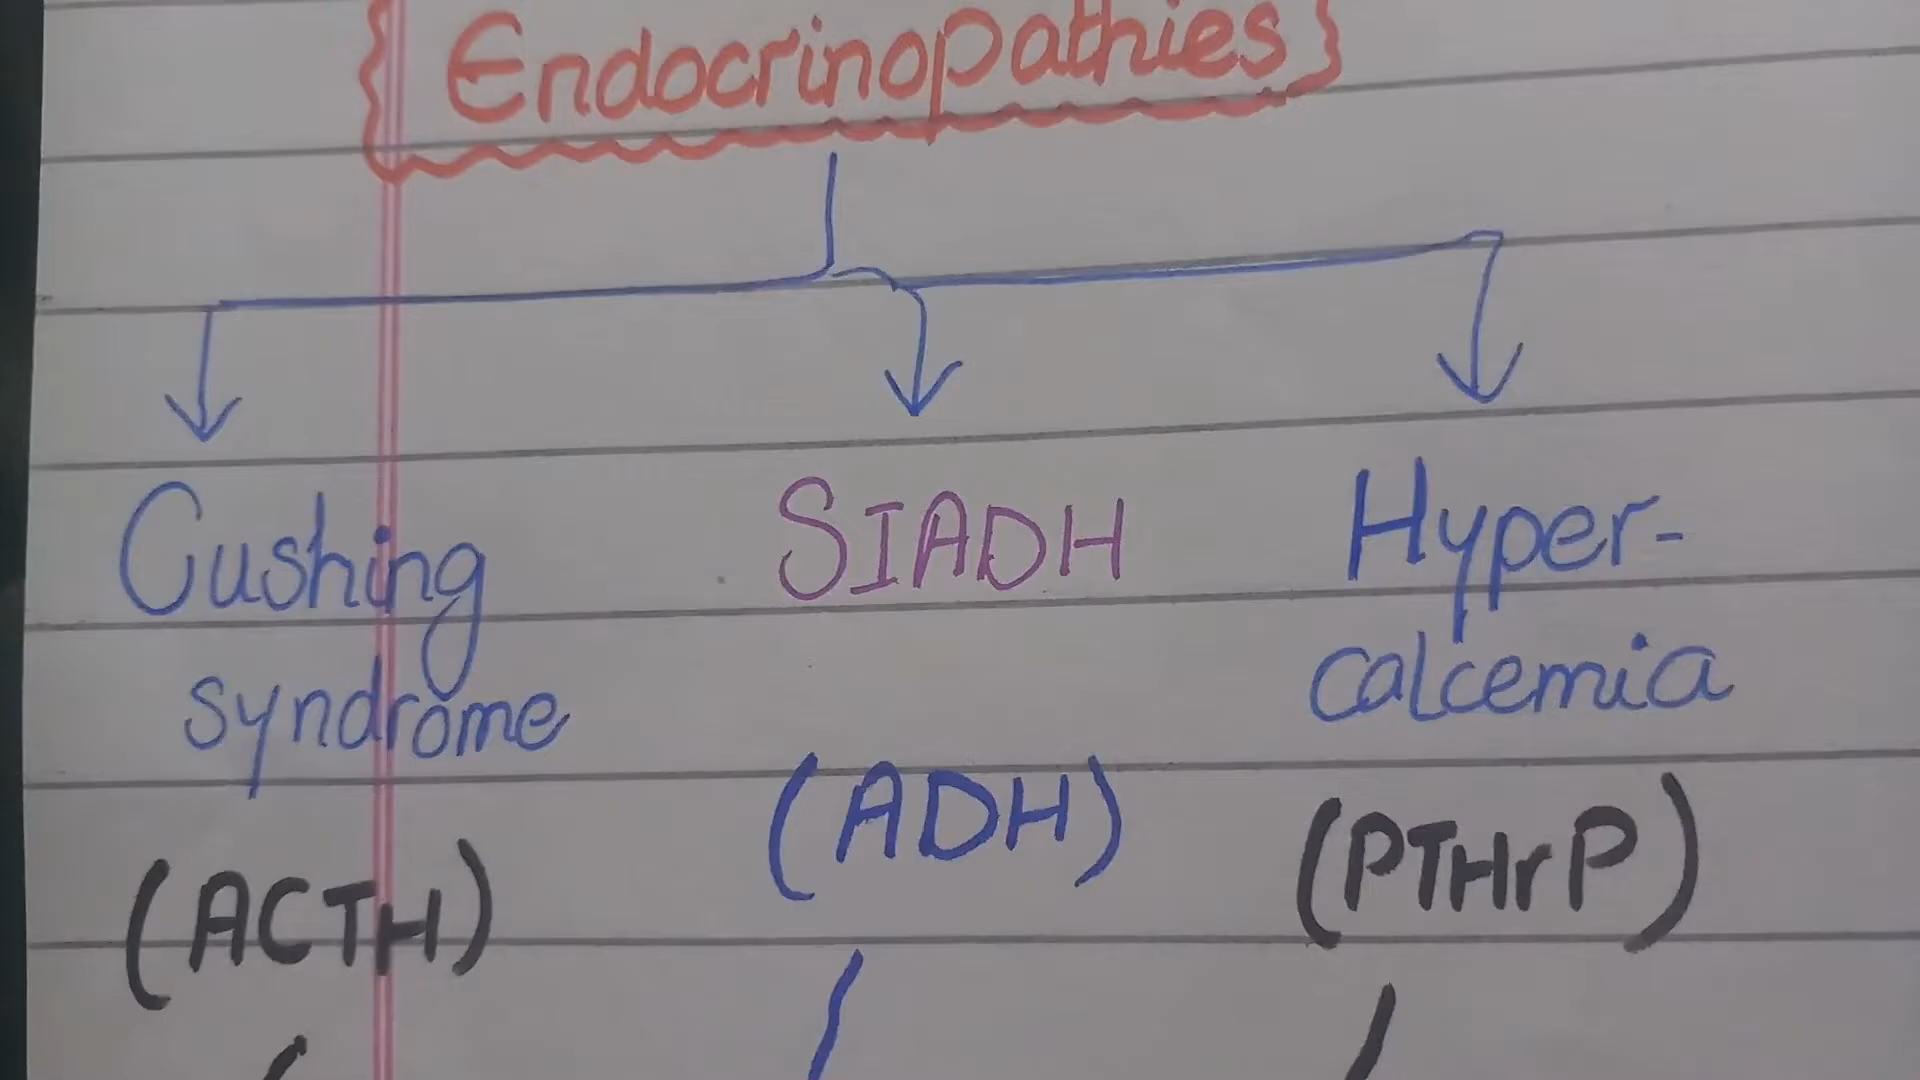 {Endocrinopathies}
Cushing syndrome
(ACTH)
SIADH
(ADH)
Hyper-
calcemia
(PTHrP)